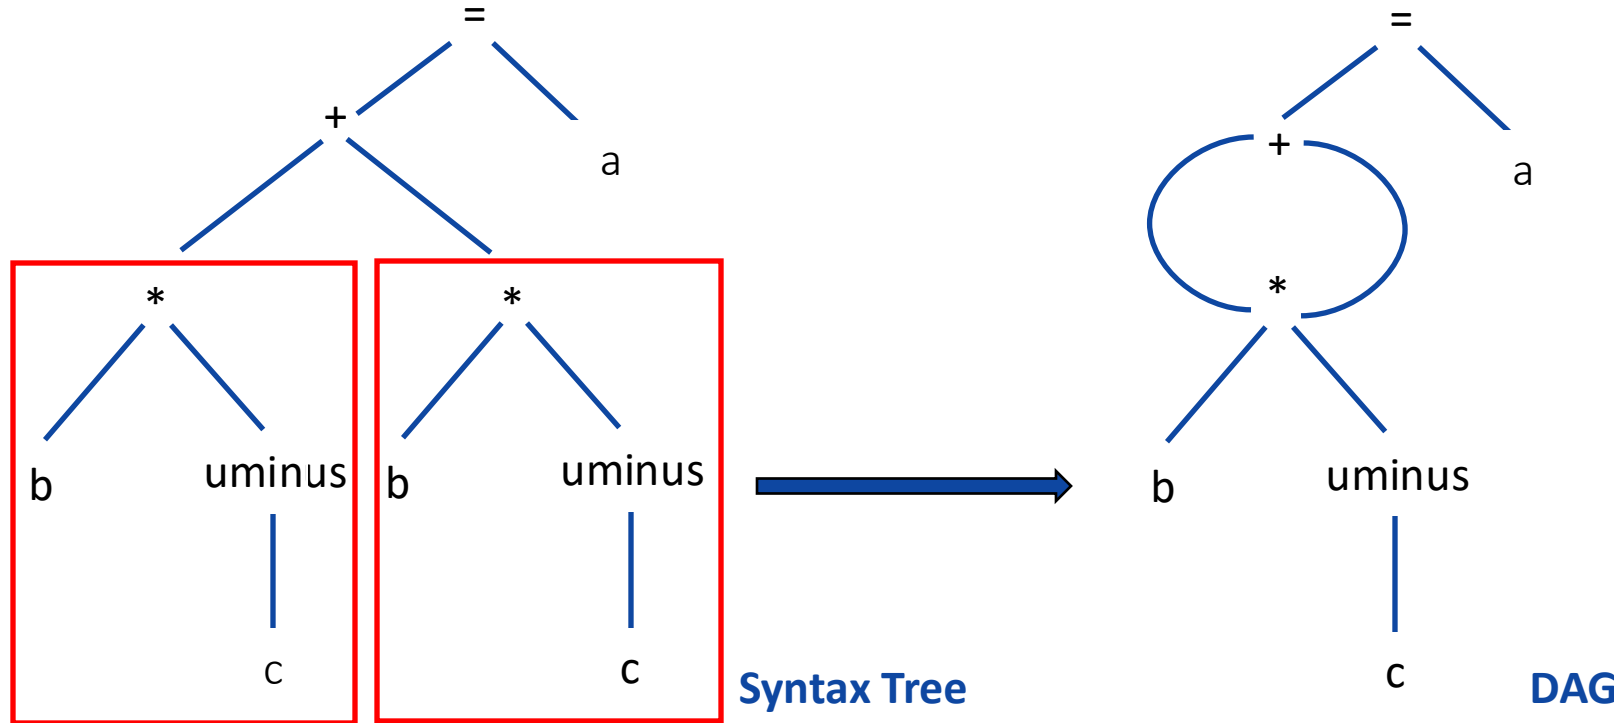 = =
+ a + a
* * *
b uminus b uminus b uminus
c c c
Syntax Tree DAG